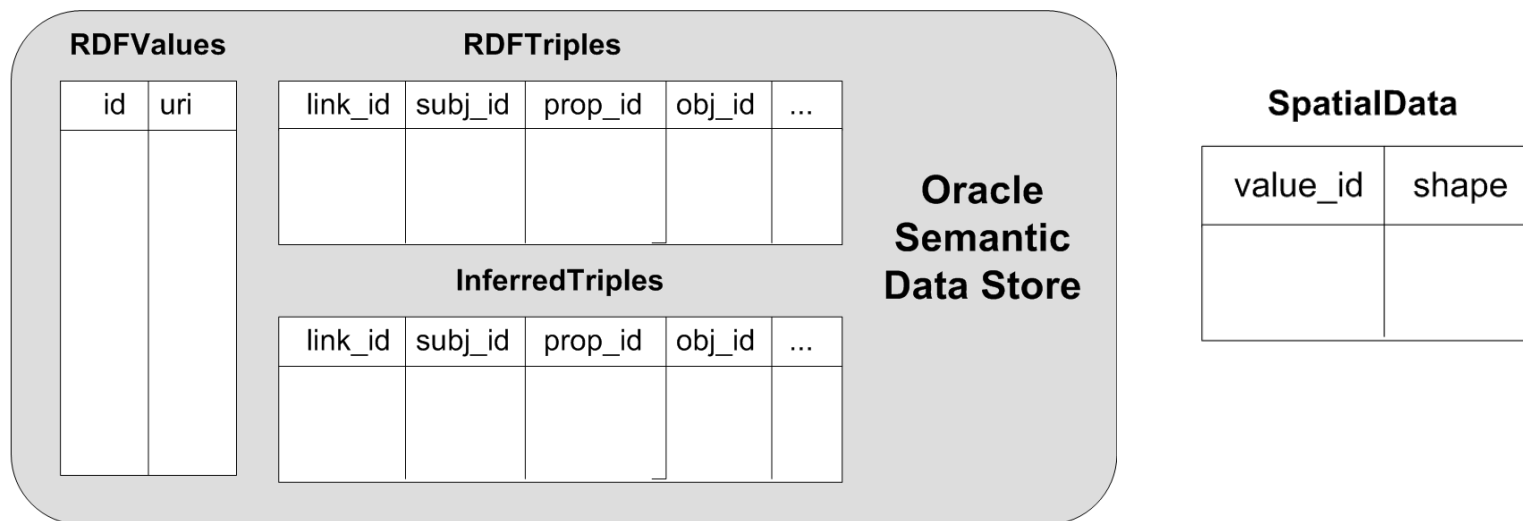 RDFValues
id uri
RDFTriples
link_id subj_id prop_id obj_id ...
InferredTriples
link_id subj_id prop_id obj_id ...
Oracle
Semantic
Data Store
SpatialData
value_id shape